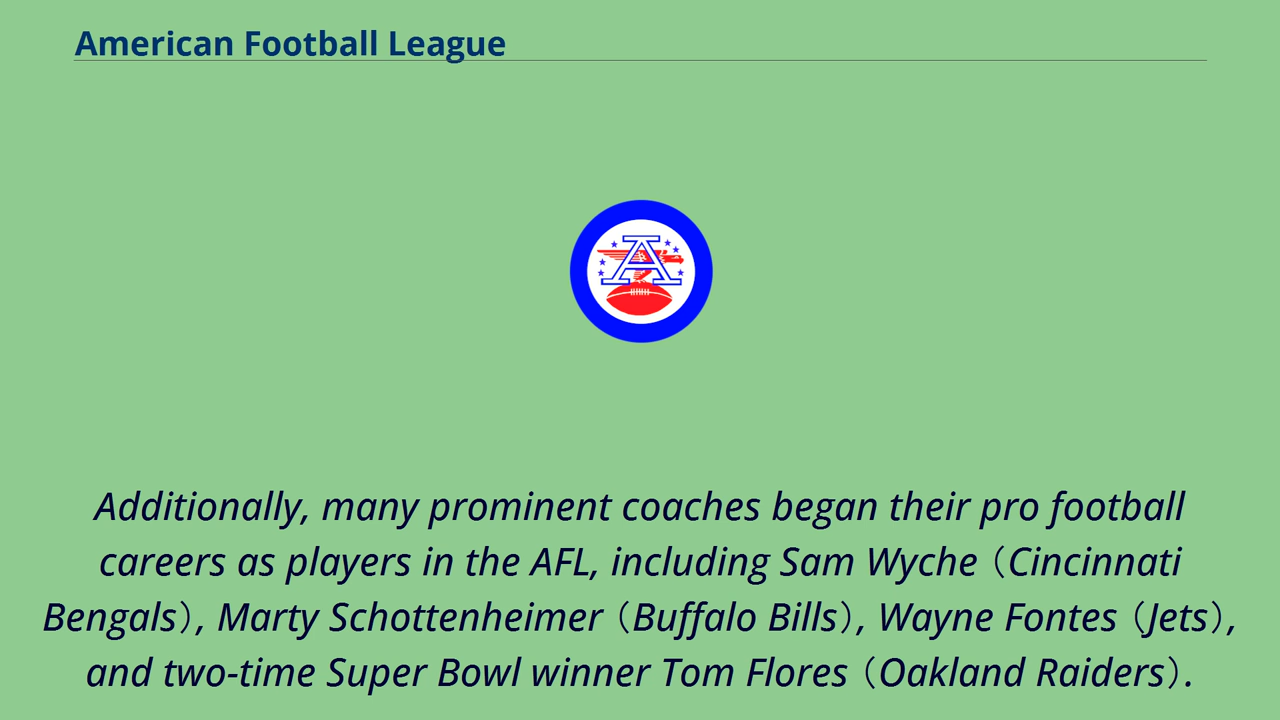 American Football League
A
Additionally, many prominent coaches began their pro football
careers as players in the AFL, including Sam Wyche（Cincinnati
Bengals）, Marty Schottenheimer（Buffalo Bills）, Wayne Fontes（Jets）,
and two-time Super Bowl winner Tom Flores（Oakland Raiders）.